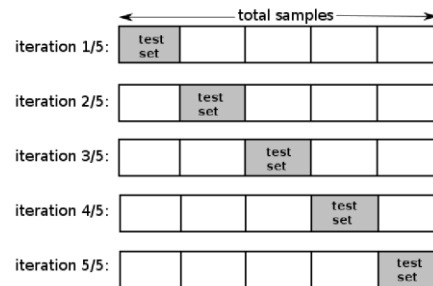 total samples
iteration 1/5:
test
set
iteration 2/5:
test
set
iteration 3/5:
test
set
iteration 4/5:
test
set
iteration 5/5:
test
set